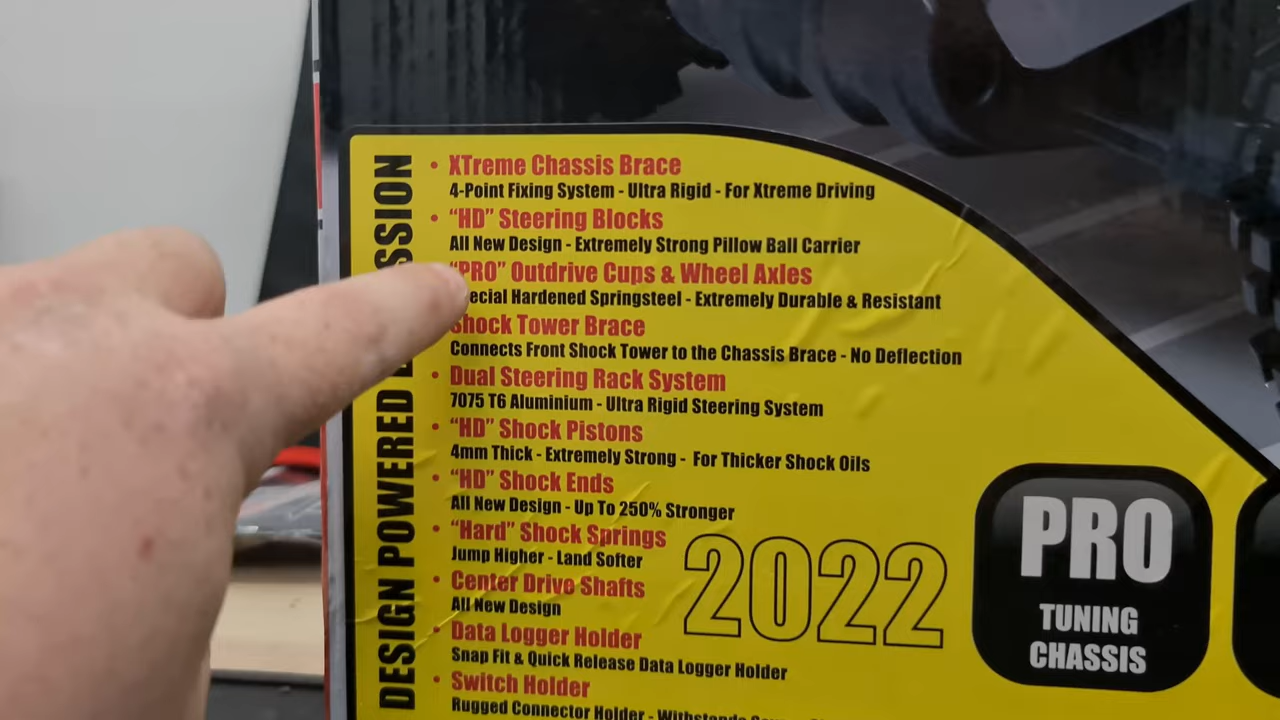 • XTreme Chassis Brace
4-Point Fixing System - Ultra Rigid - For Xtreme Driving
• “HD” Steering Blocks
All New Design - Extremely Strong Pillow Ball Carrier
“PRO” Outdrive Cups & Wheel Axles
Hardened Springsteel - Extremely Durable & Resistant
Shock Tower Brace
Connects Front Shock Tower to the Chassis Brace - No Deflection
• Dual Steering Rack System
7075 T6 Aluminium - Ultra Rigid Steering System
• “HD” Shock Pistons
4mm Thick - Extremely Strong - For Thicker Shock Oils
• “HD” Shock Ends
All New Design - Up To 250% Stronger
• “Hard” Shock Springs
Jump Higher - Land Softer
• Center Drive Shafts
All New Design
• Data Logger Holder
Snap Fit & Quick Release Data Logger Holder
• Switch Holder
Rugged Connector Holder -
DESIGN POWERED
2022
PRO
TUNING
CHASSIS